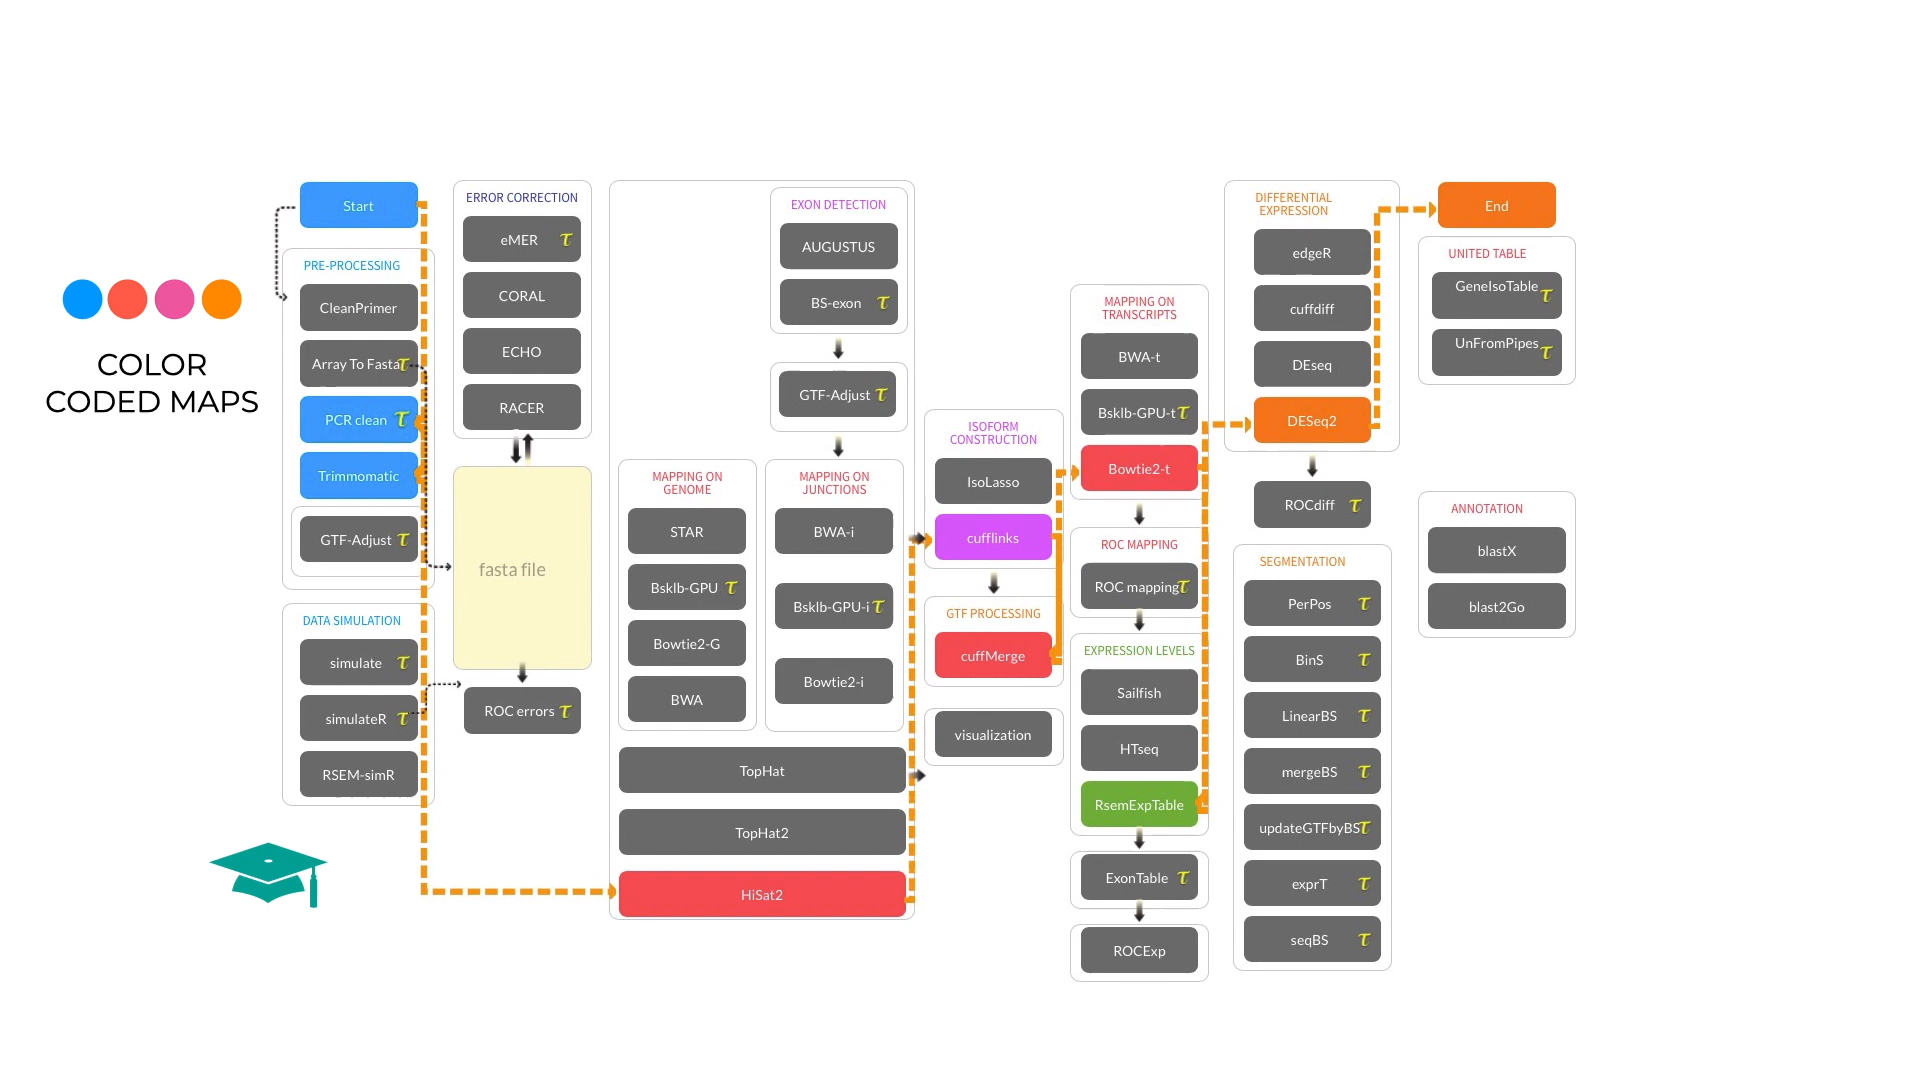 COLOR
CODED MAPS
Start
PRE-PROCESSING
CleanPrimer
Array To Fasta τ
PCR clean τ
Trimmomatic
GTF-Adjust τ
DATA SIMULATION
simulate τ
simulateR τ
RSEM-simR
ERROR CORRECTION
eMER τ
CORAL
ECHO
RACER
fasta file
ROC errors τ
EXON DETECTION
AUGUSTUS
BS-exon τ
GTF-Adjust τ
MAPPING ON
GENOME
STAR
Bsklb-GPU τ
Bowtie2-G
BWA
MAPPING ON
JUNCTIONS
BWA-i
Bsklb-GPU-i τ
Bowtie2-i
TopHat
TopHat2
HiSat2
ISOFORM
CONSTRUCTION
IsoLasso
cufflinks
GTF PROCESSING
cuffMerge
visualization
MAPPING ON
TRANSCRIPTS
BWA-t
Bsklb-GPU-t τ
Bowtie2-t
ROC MAPPING
ROC mapping τ
EXPRESSION LEVELS
Sailfish
HTseq
RsemExpTable
ExonTable τ
ROCExp
DIFFERENTIAL
EXPRESSION
edgeR
cuffdiff
DEseq
DESeq2
ROCdiff τ
SEGMENTATION
PerPos τ
BinS τ
LinearBS τ
mergeBS τ
updateGTFbyBS τ
exprT τ
seqBS τ
End
UNITED TABLE
GeneIsoTable τ
UnFromPipes τ
ANNOTATION
blastX
blast2Go